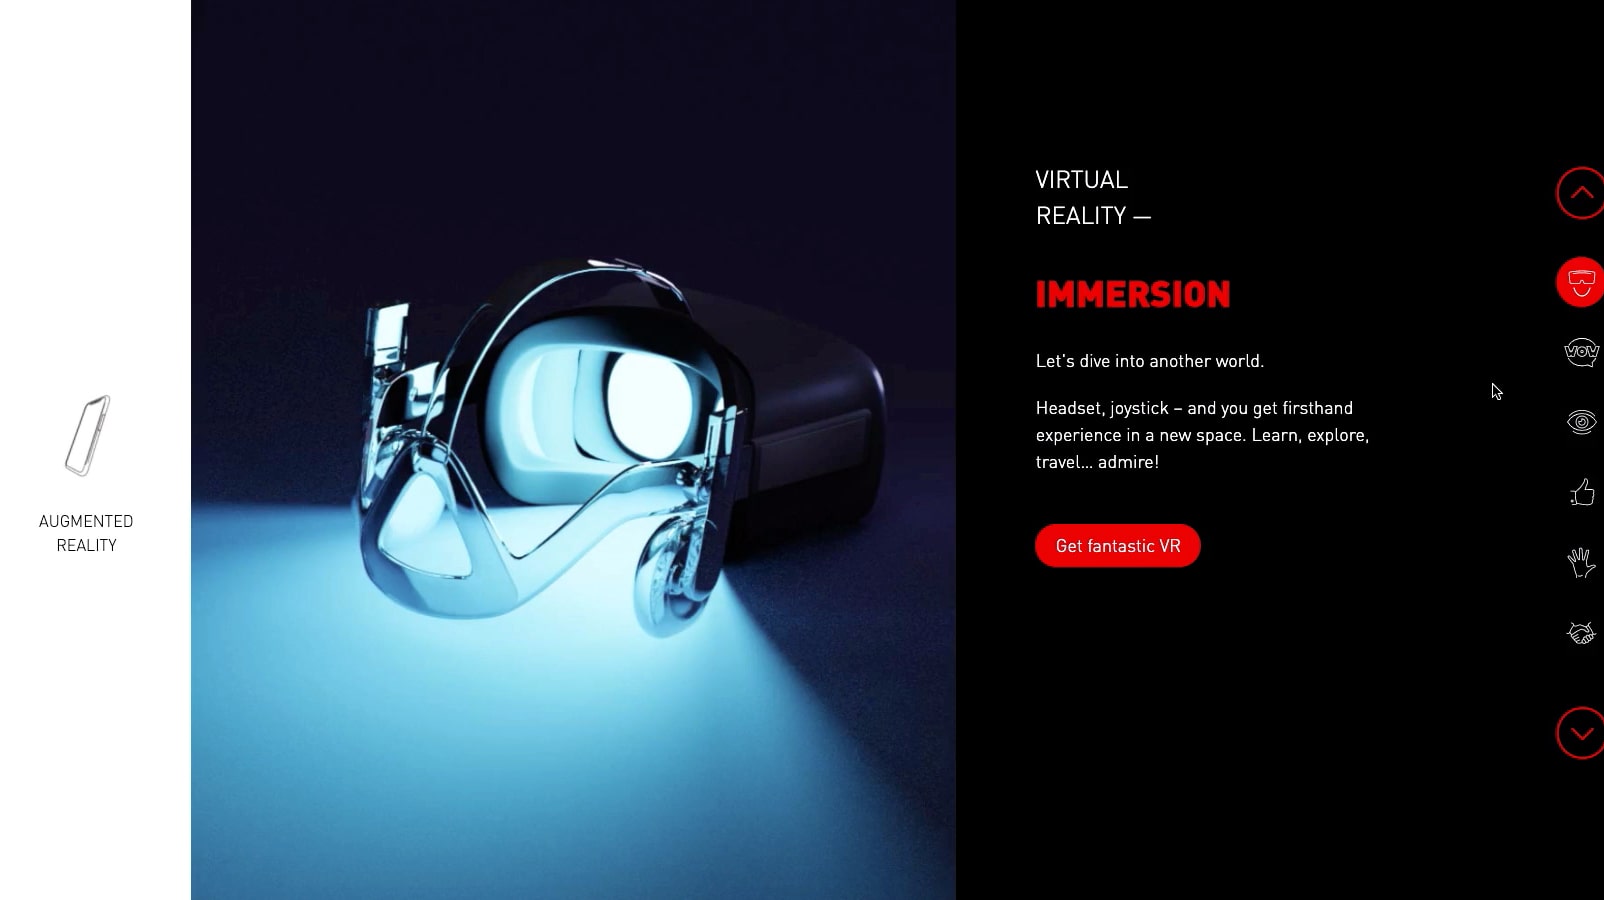 AUGMENTED
REALITY
VIRTUAL
REALITY —
IMMERSION
Let's dive into another world.
Headset, joystick – and you get firsthand
experience in a new space. Learn, explore,
travel... admire!
Get fantastic VR
WOW